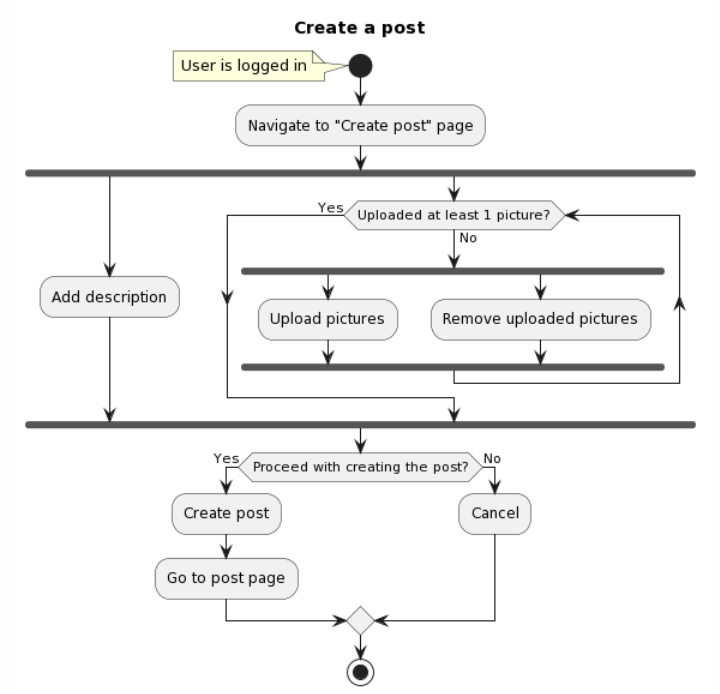 Create a post
User is logged in
Navigate to "Create post" page
Yes
Uploaded at least 1 picture?
No
Add description
Upload pictures
Remove uploaded pictures
Yes
Proceed with creating the post?
No
Create post
Cancel
Go to post page